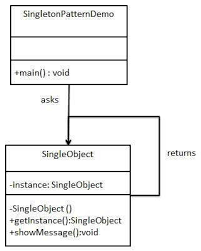 SingletonPatternDemo
+main() : void
asks
returns
SingleObject
-instance: SingleObject
-SingleObject ()
+getInstance():SingleObject
+showMessage():void